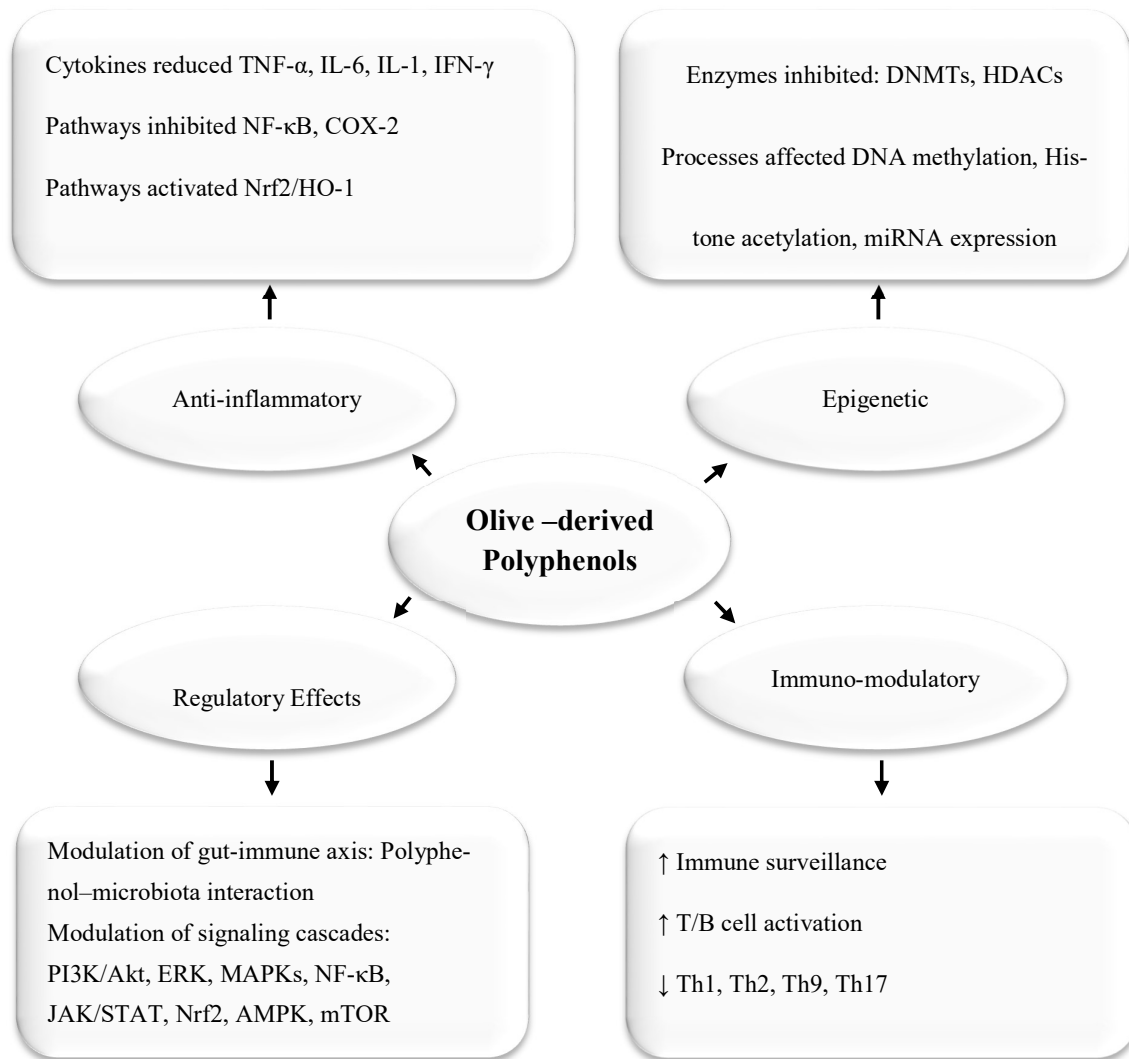 Cytokines reduced TNF-α, IL-6, IL-1, IFN-γ
Pathways inhibited NF-κB, COX-2
Pathways activated Nrf2/HO-1
Enzymes inhibited: DNMTs, HDACs
Processes affected DNA methylation, His-
tone acetylation, miRNA expression
Anti-inflammatory
Epigenetic
Olive –derived
Polyphenols
Regulatory Effects
Immuno-modulatory
Modulation of gut-immune axis: Polyphe-
nol–microbiota interaction
Modulation of signaling cascades:
PI3K/Akt, ERK, MAPKs, NF-κB,
JAK/STAT, Nrf2, AMPK, mTOR
↑ Immune surveillance
↑ T/B cell activation
↓ Th1, Th2, Th9, Th17